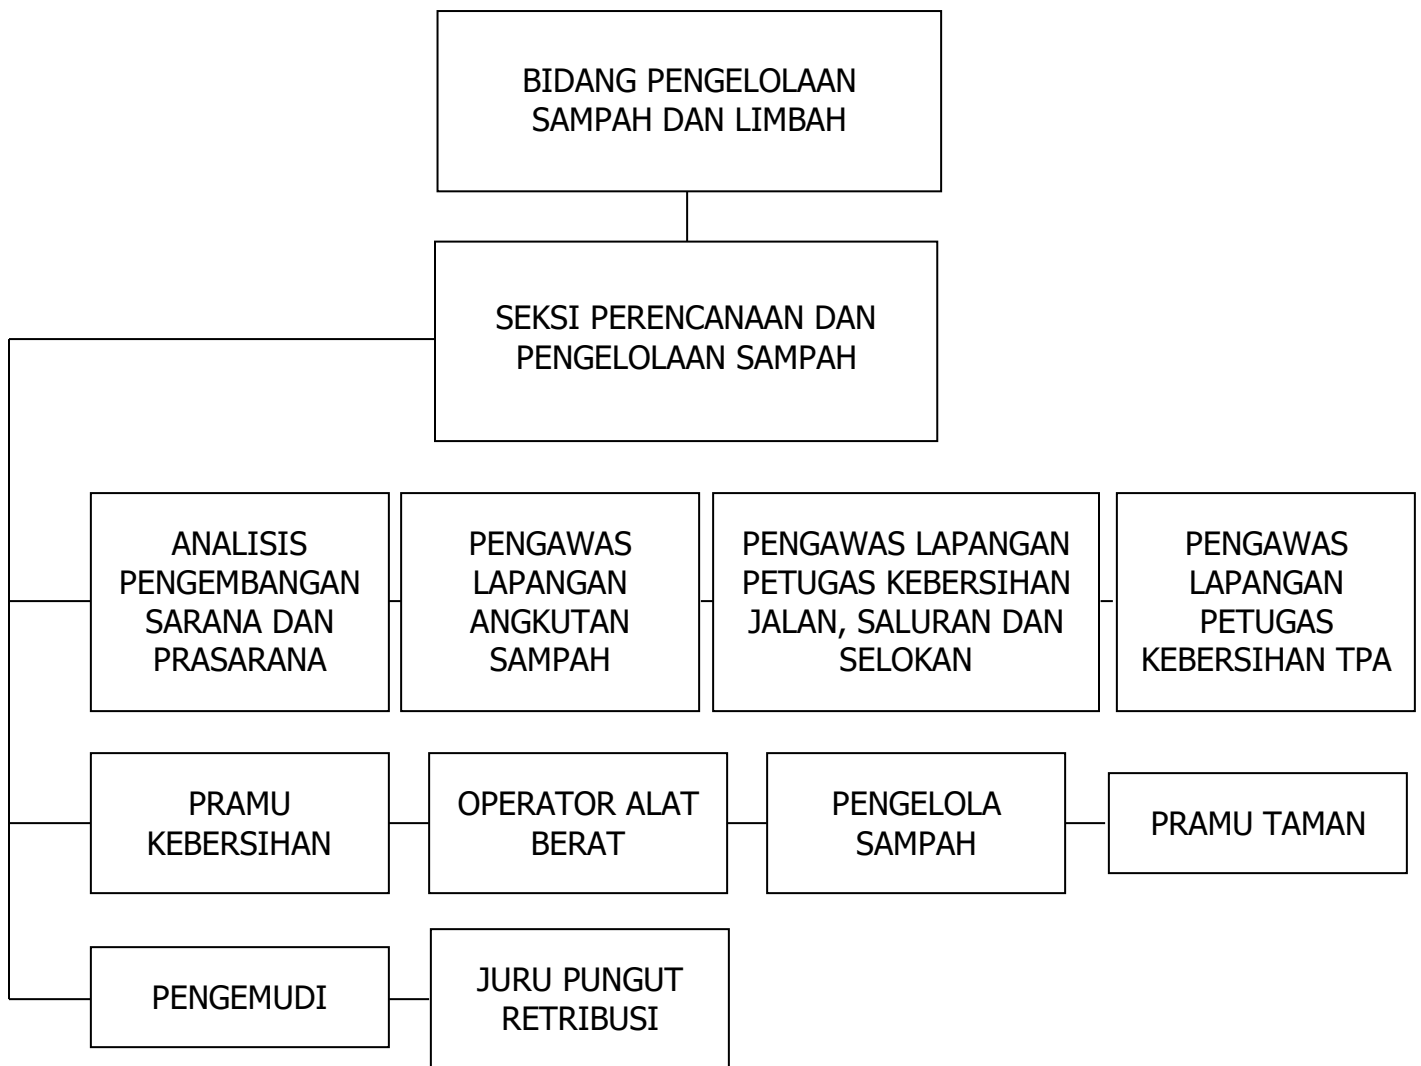 BIDANG PENGELOLAAN
SAMPAH DAN LIMBAH
SEKSI PERENCANAAN DAN
PENGELOLAAN SAMPAH
ANALISIS
PENGEMBANGAN
SARANA DAN
PRASARANA
PENGAWAS
LAPANGAN
ANGKUTAN
SAMPAH
PENGAWAS LAPANGAN
PETUGAS KEBERSIHAN
JALAN, SALURAN DAN
SELOKAN
PENGAWAS
LAPANGAN
PETUGAS
KEBERSIHAN TPA
PRAMU
KEBERSIHAN
OPERATOR ALAT
BERAT
PENGELOLA
SAMPAH
PRAMU TAMAN
PENGEMUDI
JURU PUNGUT
RETRIBUSI